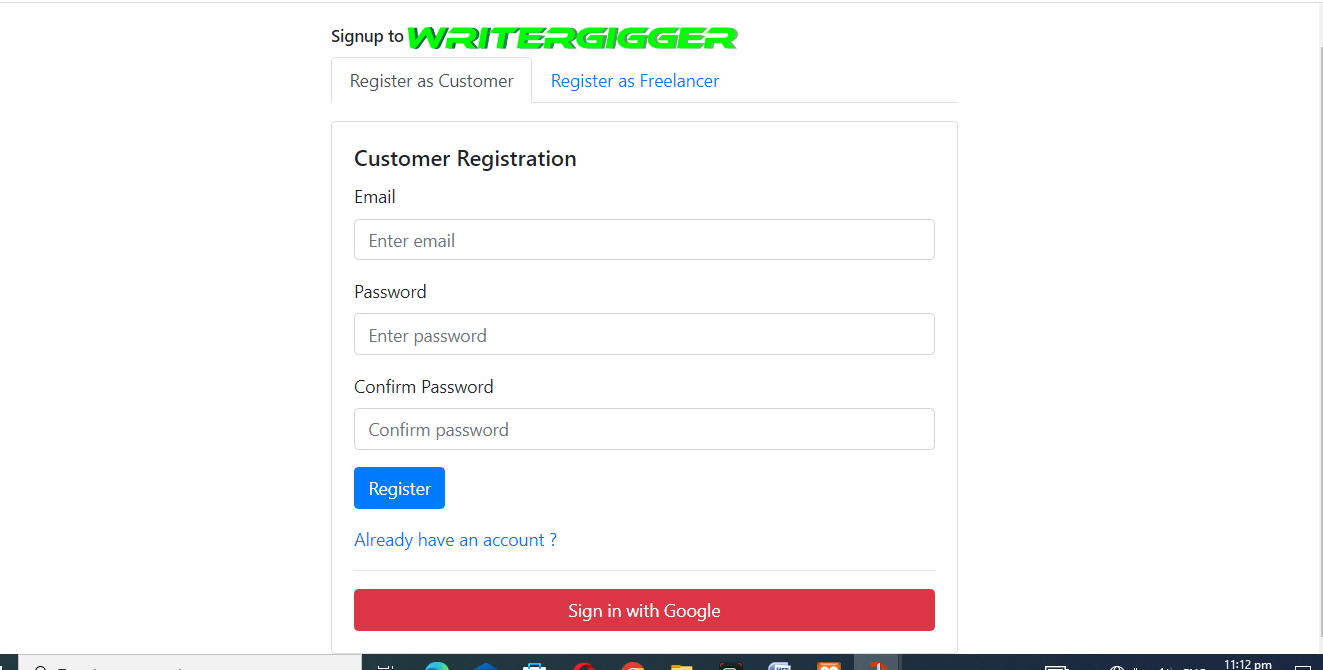 Signup to WRITERGIGGER
Register as Customer Register as Freelancer
Customer Registration
Email
Enter email
Password
Enter password
Confirm Password
Confirm password
Register
Already have an account ?
Sign in with Google
11:12 pm